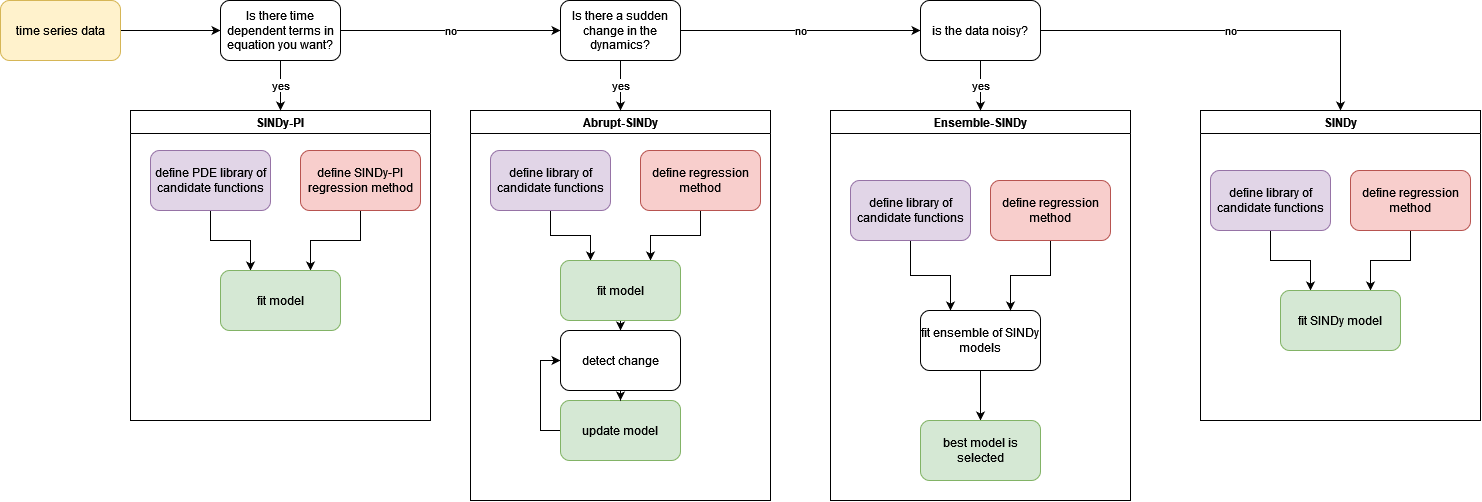 time series data
Is there time
dependent terms in
equation you want?
no
Is there a sudden
change in the
dynamics?
no
is the data noisy?
no
yes
yes
yes
SINDy-PI
define PDE library of
candidate functions
define SINDy-PI
regression method
fit model
Abrupt-SINDy
define library of
candidate functions
define regression
method
fit model
detect change
update model
Ensemble-SINDy
define library of
candidate functions
define regression
method
fit ensemble of SINDy
models
best model is
selected
SINDy
define library of
candidate functions
define regression
method
fit SINDy model